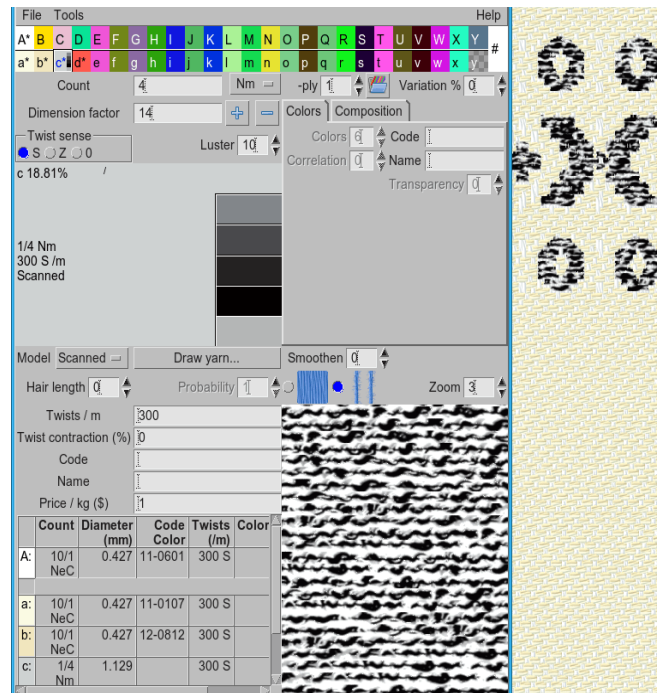 File Tools Help
A* B C D E F G H I J K L M N O P Q R S T U V W X Y #
a* b* c* d* e f g h i j k l m n o p q r s t u v w x
Count 4 Nm -ply 1 Variation % 0
Dimension factor 14 + − Colors Composition
Twist sense
S Z 0 Luster 10 Colors 6 Code
Correlation 0 Name
c 18.81% / Transparency 0
1/4 Nm
300 S /m
Scanned
Model Scanned Draw yarn... Smoothen 0
Hair length 0 Probability 1 Zoom 3
Twists / m 300
Twist contraction (%) 0
Code
Name
Price / kg ($) 1
Count Diameter (mm) Code Color Twists (/m) Color
A: 10/1 NeC 0.427 11-0601 300 S
a: 10/1 NeC 0.427 11-0107 300 S
b: 10/1 NeC 0.427 12-0812 300 S
c: 1/4 Nm 1.129 300 S